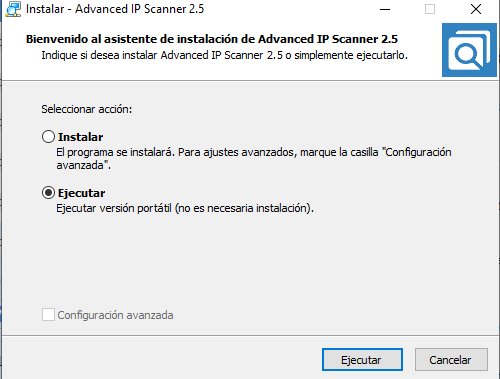 Instalar - Advanced IP Scanner 2.5
Bienvenido al asistente de instalación de Advanced IP Scanner 2.5
Indique si desea instalar Advanced IP Scanner 2.5 o simplemente ejecutarlo.
Seleccionar acción:
Instalar
El programa se instalará. Para ajustes avanzados, marque la casilla "Configuración
avanzada".
Ejecutar
Ejecutar versión portátil (no es necesaria instalación).
Configuración avanzada
Ejecutar
Cancelar